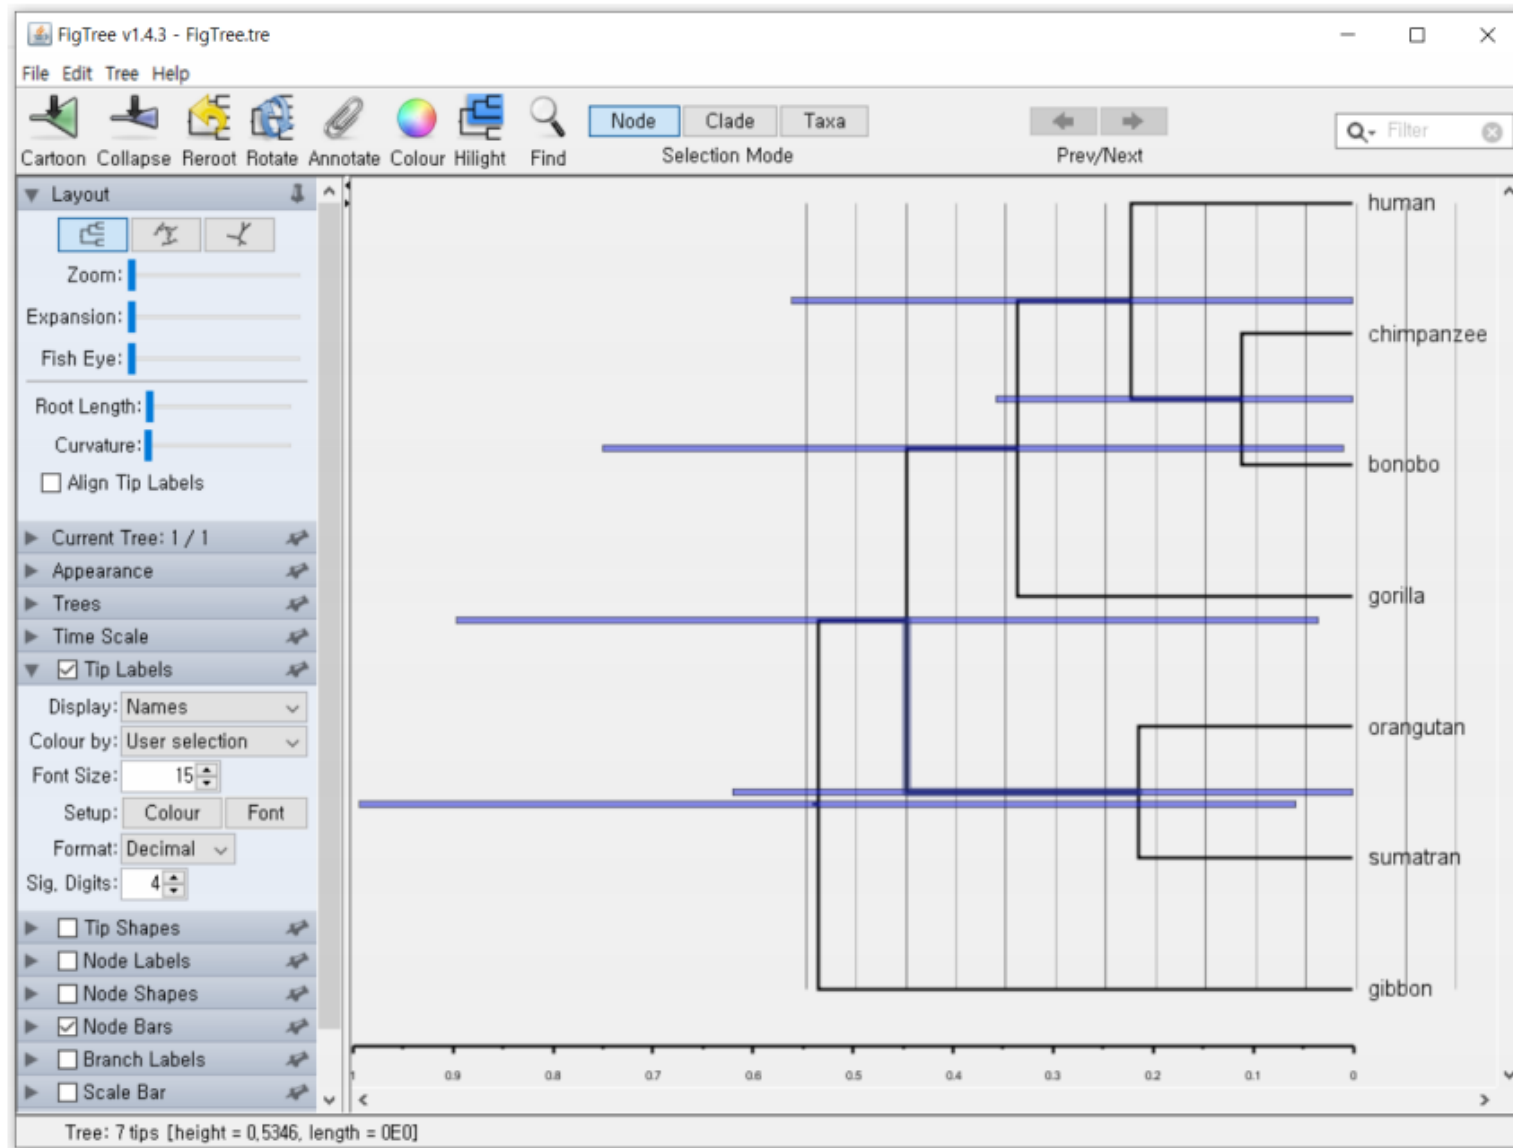 FigTree v1.4.3 - FigTree.tre
File Edit Tree Help
Cartoon Collapse Reroot Rotate Annotate Colour Hilight Find
Node Clade Taxa
Selection Mode
Prev/Next
Filter
Layout
Zoom:
Expansion:
Fish Eye:
Root Length:
Curvature:
Align Tip Labels
Current Tree: 1 / 1
Appearance
Trees
Time Scale
Tip Labels
Display: Names
Colour by: User selection
Font Size: 15
Setup: Colour Font
Format: Decimal
Sig. Digits: 4
Tip Shapes
Node Labels
Node Shapes
Node Bars
Branch Labels
Scale Bar
human
chimpanzee
bonobo
gorilla
orangutan
sumatran
gibbon
1 0.9 0.8 0.7 0.6 0.5 0.4 0.3 0.2 0.1 0
Tree: 7 tips [height = 0,5346, length = 0E0]